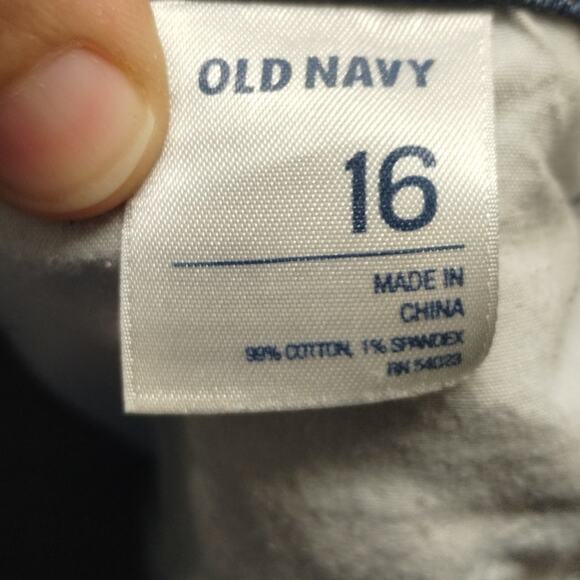 OLD NAVY
16
MADE IN
CHINA
99% COTTON, 1% SPANDEX
RN 54023